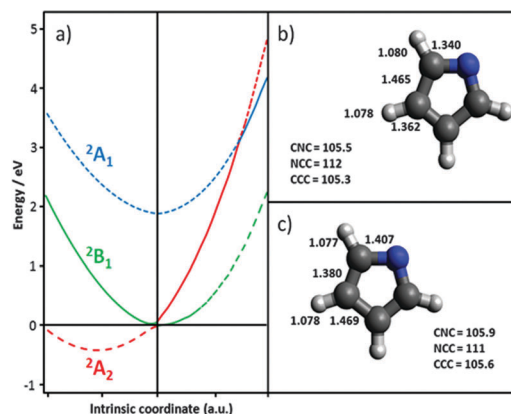 a)
5
4
3
2
1
0
-1
Energy / eV
²A₁
²B₁
²A₂
Intrinsic coordinate (a.u.)
b)
1.080
1.340
1.465
1.078
1.362
CNC = 105.5
NCC = 112
CCC = 105.3
c)
1.077
1.407
1.380
1.078
1.469
CNC = 105.9
NCC = 111
CCC = 105.6